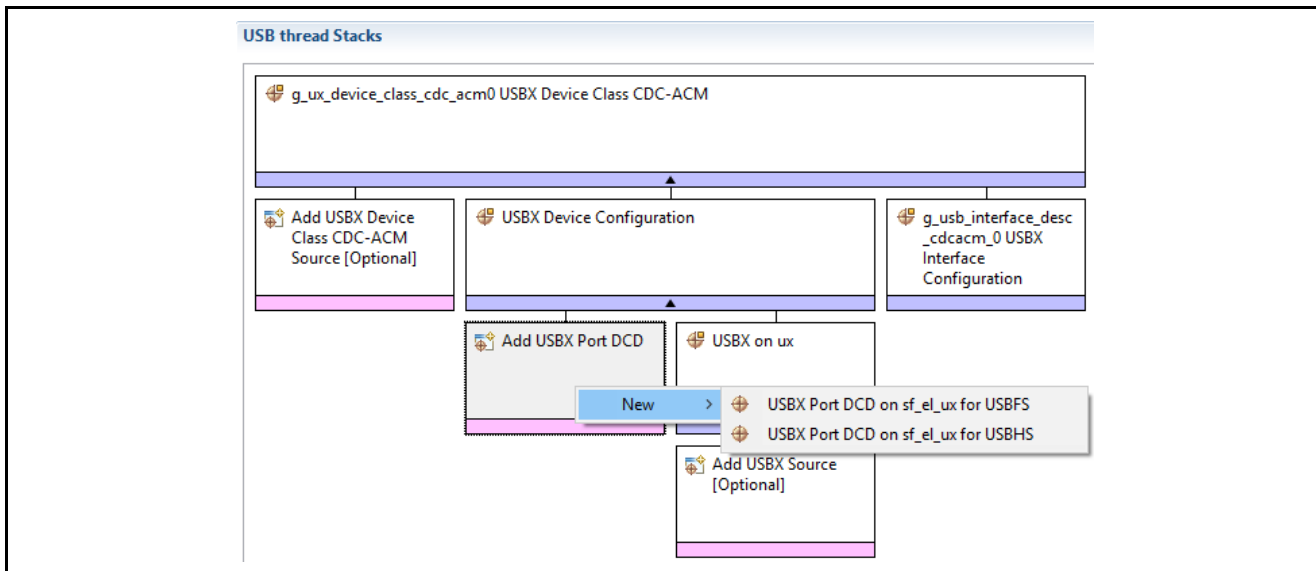 USB thread Stacks
g_ux_device_class_cdc_acm0 USBX Device Class CDC-ACM
Add USBX Device
Class CDC-ACM
Source [Optional]
USBX Device Configuration
g_usb_interface_desc
_cdcacm_0 USBX
Interface
Configuration
Add USBX Port DCD
USBX on ux
New
USBX Port DCD on sf_el_ux for USBFS
USBX Port DCD on sf_el_ux for USBHS
Add USBX Source
[Optional]